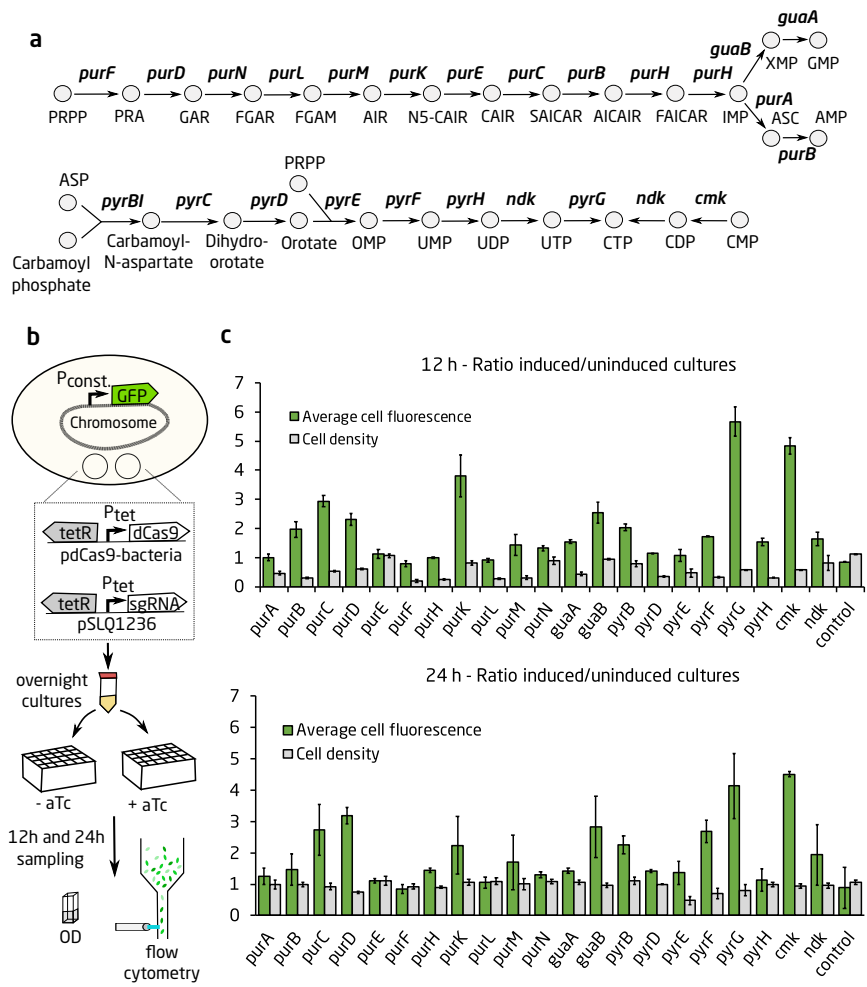 a
purF purD purN purL purM purK purE purC purB purH purH guaB guaA
PRPP PRA GAR FGAR FGAM AIR N5-CAIR CAIR SAICAR AICAIR FAICAR IMP XMP GMP
purA
ASC AMP
purB
PRPP
ASP
pyrBI pyrC pyrD pyrE pyrF pyrH ndk pyrG ndk cmk
Carbamoyl phosphate
Carbamoyl-N-aspartate
Dihydro-orotate
Orotate OMP UMP UDP UTP CTP CDP CMP
b
Pconst.
GFP
Chromosome
Ptet
tetR dCas9
pdCas9-bacteria
Ptet
tetR sgRNA
pSLQ1236
overnight
cultures
- aTc + aTc
12h and 24h
sampling
OD
flow
cytometry
c
12 h - Ratio induced/uninduced cultures
7
6
5
4
3
2
1
0
Average cell fluorescence
Cell density
purA purB purC purD purE purF purH purK purL purM purN guaA guaB pyrB pyrD pyrE pyrF pyrG pyrH cmk ndk control
24 h - Ratio induced/uninduced cultures
7
6
5
4
3
2
1
0
Average cell fluorescence
Cell density
purA purB purC purD purE purF purH purK purL purM purN guaA guaB pyrB pyrD pyrE pyrF pyrG pyrH cmk ndk control